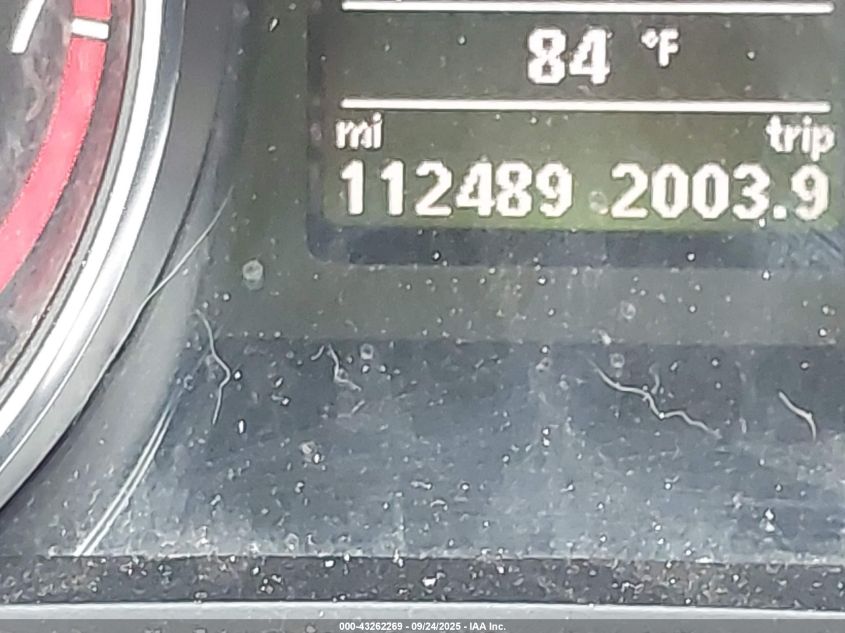 84 °F
mi trip
112489 2003.9
000-43262269 - 09/24/2025 - IAA Inc.